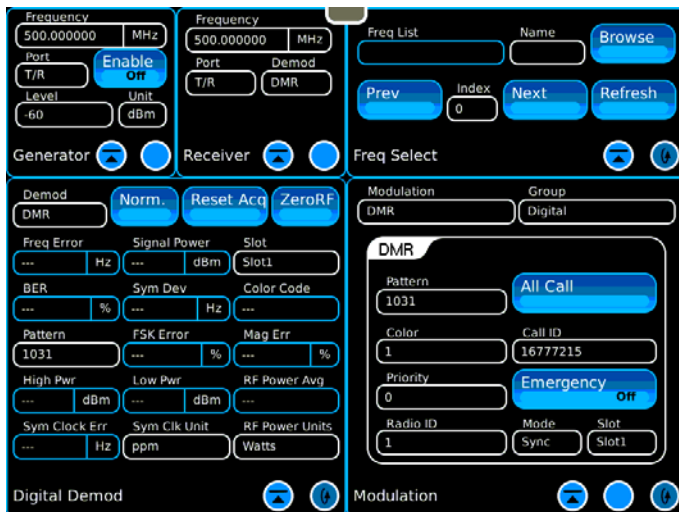 Frequency
500.000000 MHz
Port
T/R
Enable
Off
Level Unit
-60 dBm
Generator
Frequency
500.000000 MHz
Port Demod
T/R DMR
Receiver
Freq List Name
Browse
Prev
Index
0
Next
Refresh
Freq Select
Demod
DMR
Norm.
Reset Acq
ZeroRF
Freq Error Signal Power Slot
--- Hz --- dBm Slot1
BER Sym Dev Color Code
--- % --- Hz ---
Pattern FSK Error Mag Err
1031 --- % --- %
High Pwr Low Pwr RF Power Avg
--- dBm --- dBm ---
Sym Clock Err Sym Clk Unit RF Power Units
--- Hz ppm Watts
Digital Demod
Modulation Group
DMR Digital
DMR
Pattern
1031
All Call
Color Call ID
1 16777215
Priority
0
Emergency
Off
Radio ID Mode Slot
1 Sync Slot1
Modulation